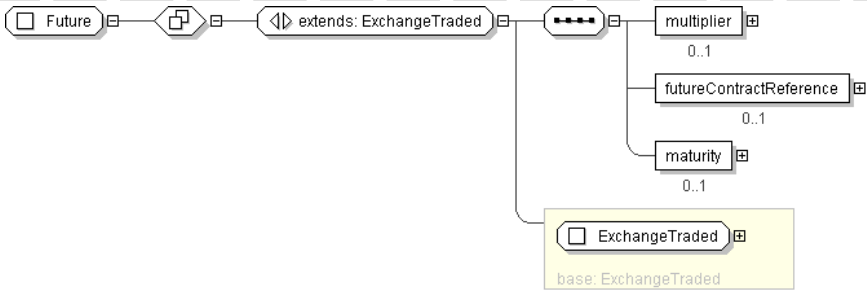 Future
extends: ExchangeTraded
multiplier
0..1
futureContractReference
0..1
maturity
0..1
ExchangeTraded
base: ExchangeTraded